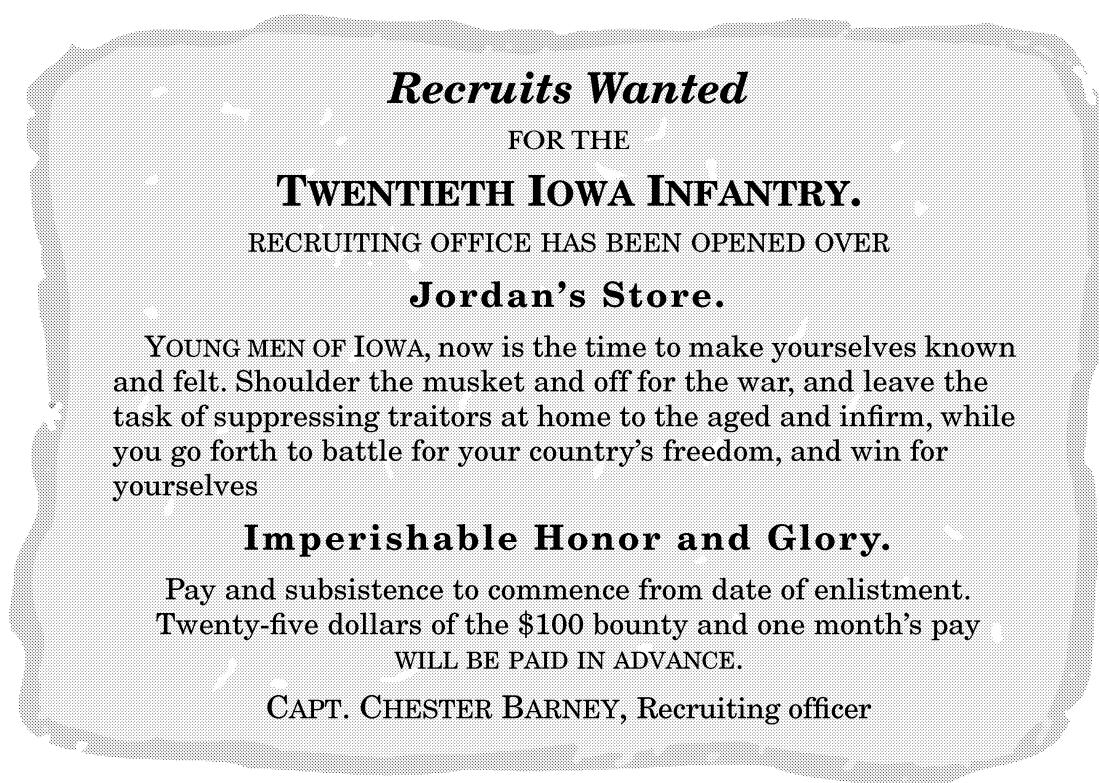 Recruits Wanted
FOR THE
TWENTIETH IOWA INFANTRY.
RECRUITING OFFICE HAS BEEN OPENED OVER
Jordan’s Store.
YOUNG MEN OF IOWA, now is the time to make yourselves known
and felt. Shoulder the musket and off for the war, and leave the
task of suppressing traitors at home to the aged and infirm, while
you go forth to battle for your country’s freedom, and win for
yourselves
Imperishable Honor and Glory.
Pay and subsistence to commence from date of enlistment.
Twenty-five dollars of the $100 bounty and one month’s pay
WILL BE PAID IN ADVANCE.
CAPT. CHESTER BARNEY, Recruiting officer